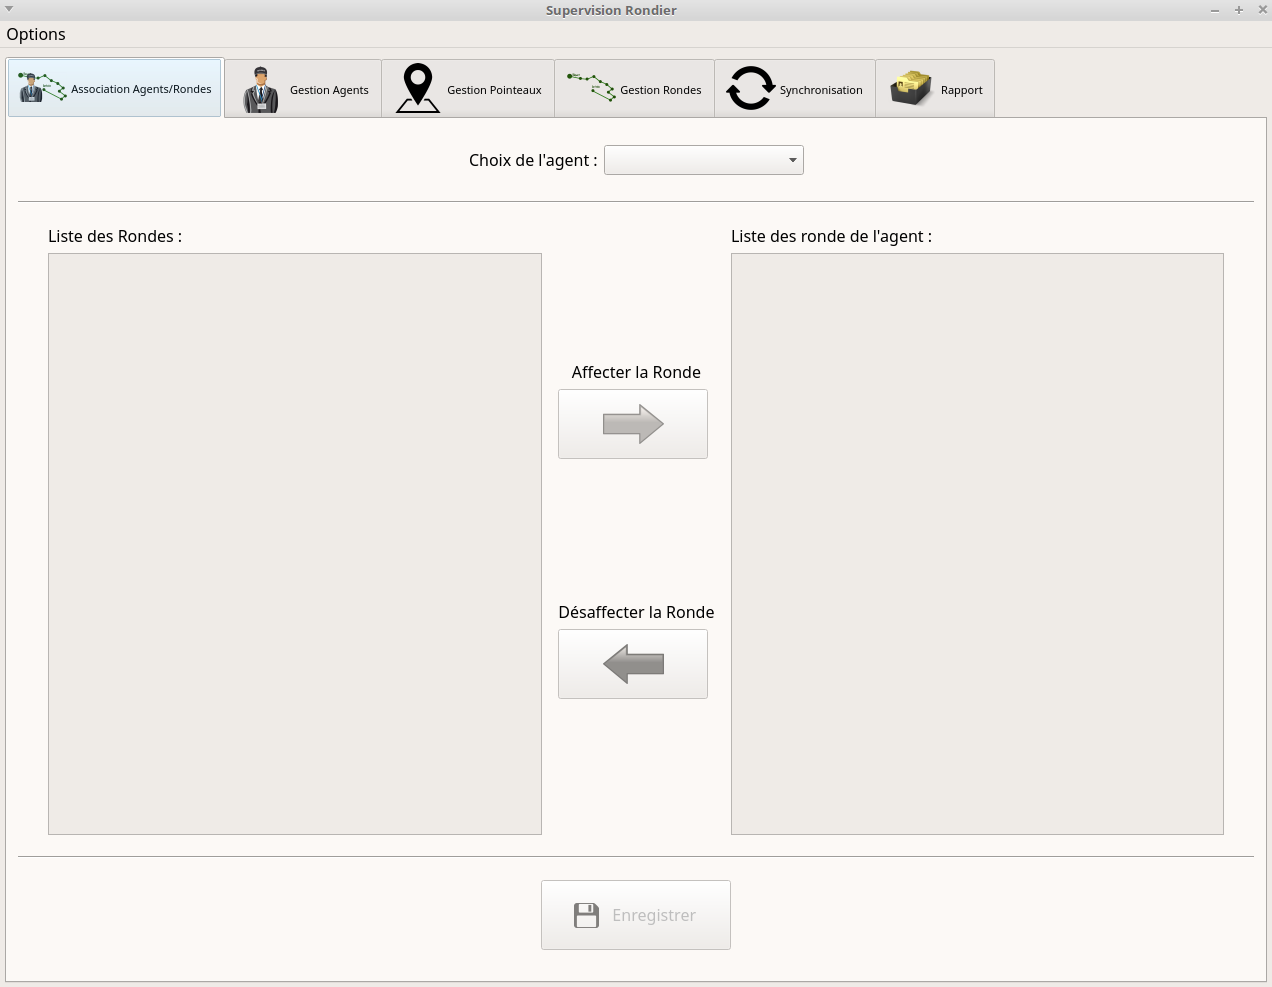 Supervision Rondier
Options
Association Agents/Rondes
Gestion Agents
Gestion Pointeaux
Gestion Rondes
Synchronisation
Rapport
Choix de l'agent :
Liste des Rondes :
Liste des ronde de l'agent :
Affecter la Ronde
Désaffecter la Ronde
Enregistrer